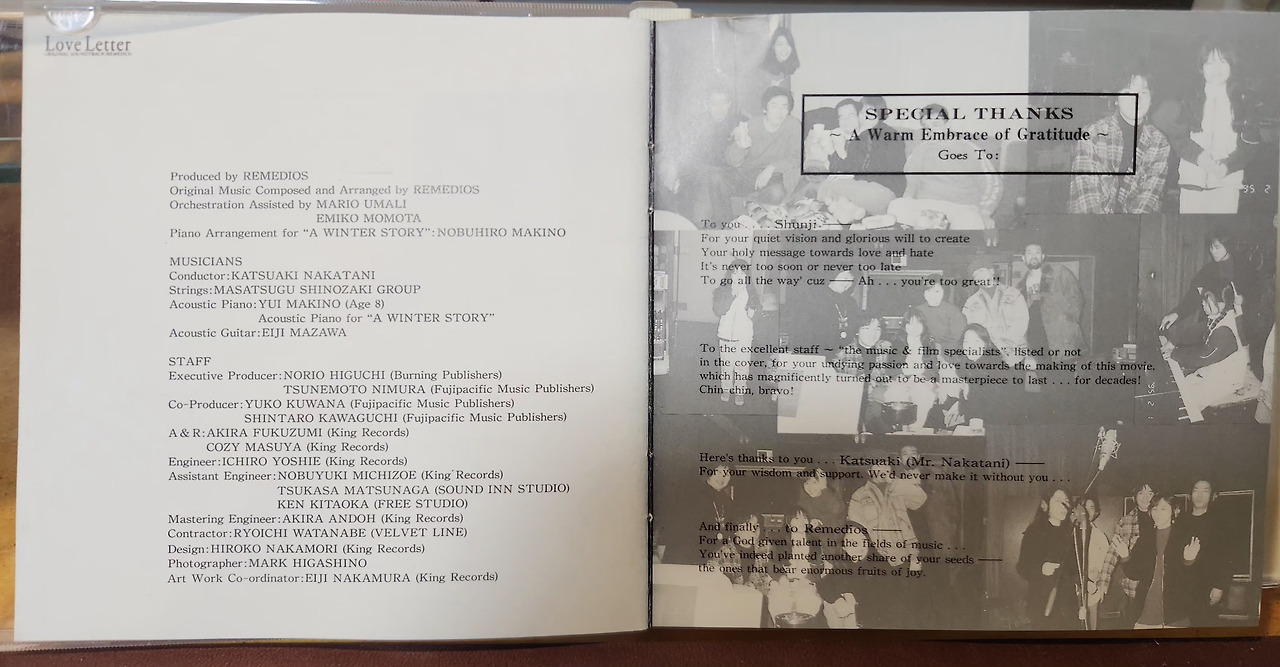 Love Letter
ORIGINAL SOUNDTRACK REMEDIOS
Produced by REMEDIOS
Original Music Composed and Arranged by REMEDIOS
Orchestration Assisted by MARIO UMALI
EMIKO MOMOTA
Piano Arrangement for “A WINTER STORY”:NOBUHIRO MAKINO
MUSICIANS
Conductor:KATSUAKI NAKATANI
Strings:MASATSUGU SHINOZAKI GROUP
Acoustic Piano:YUI MAKINO (Age 8)
Acoustic Piano for “A WINTER STORY”
Acoustic Guitar:EIJI MAZAWA
STAFF
Executive Producer:NORIO HIGUCHI (Burning Publishers)
TSUNEMOTO NIMURA (Fujipacific Music Publishers)
Co-Producer:YUKO KUWANA (Fujipacific Music Publishers)
SHINTARO KAWAGUCHI (Fujipacific Music Publishers)
A & R:AKIRA FUKUZUMI (King Records)
COZY MASUYA (King Records)
Engineer:ICHIRO YOSHIE (King Records)
Assistant Engineer:NOBUYUKI MICHIZOE (King Records)
TSUKASA MATSUNAGA (SOUND INN STUDIO)
KEN KITAOKA (FREE STUDIO)
Mastering Engineer:AKIRA ANDOH (King Records)
Contractor:RYOICHI WATANABE (VELVET LINE)
Design:HIROKO NAKAMORI (King Records)
Photographer:MARK HIGASHINO
Art Work Co-ordinator:EIJI NAKAMURA (King Records)
SPECIAL THANKS
~ A Warm Embrace of Gratitude ~
Goes To:
'95 2
To you . . . . Shunji ——
For your quiet vision and glorious will to create
Your holy message towards love and hate
It's never too soon or never too late
To go all the way' cuz —— Ah . . . you're too great"!
To the excellent staff ~ “the music & film specialists”, listed or not
in the cover, for your undying passion and love towards the making of this movie.
which has magnificently turned out to be a masterpiece to last . . . for decades!
Chin-chin, bravo!
'95 2
Here's thanks to you . . . Katsuaki (Mr. Nakatani) ——
For your wisdom and support. We'd never make it without you . . .
And finally . . . to Remedios ——
For a God given talent in the fields of music . . .
You've indeed planted another share of your seeds ——
the ones that bear enormous fruits of joy.